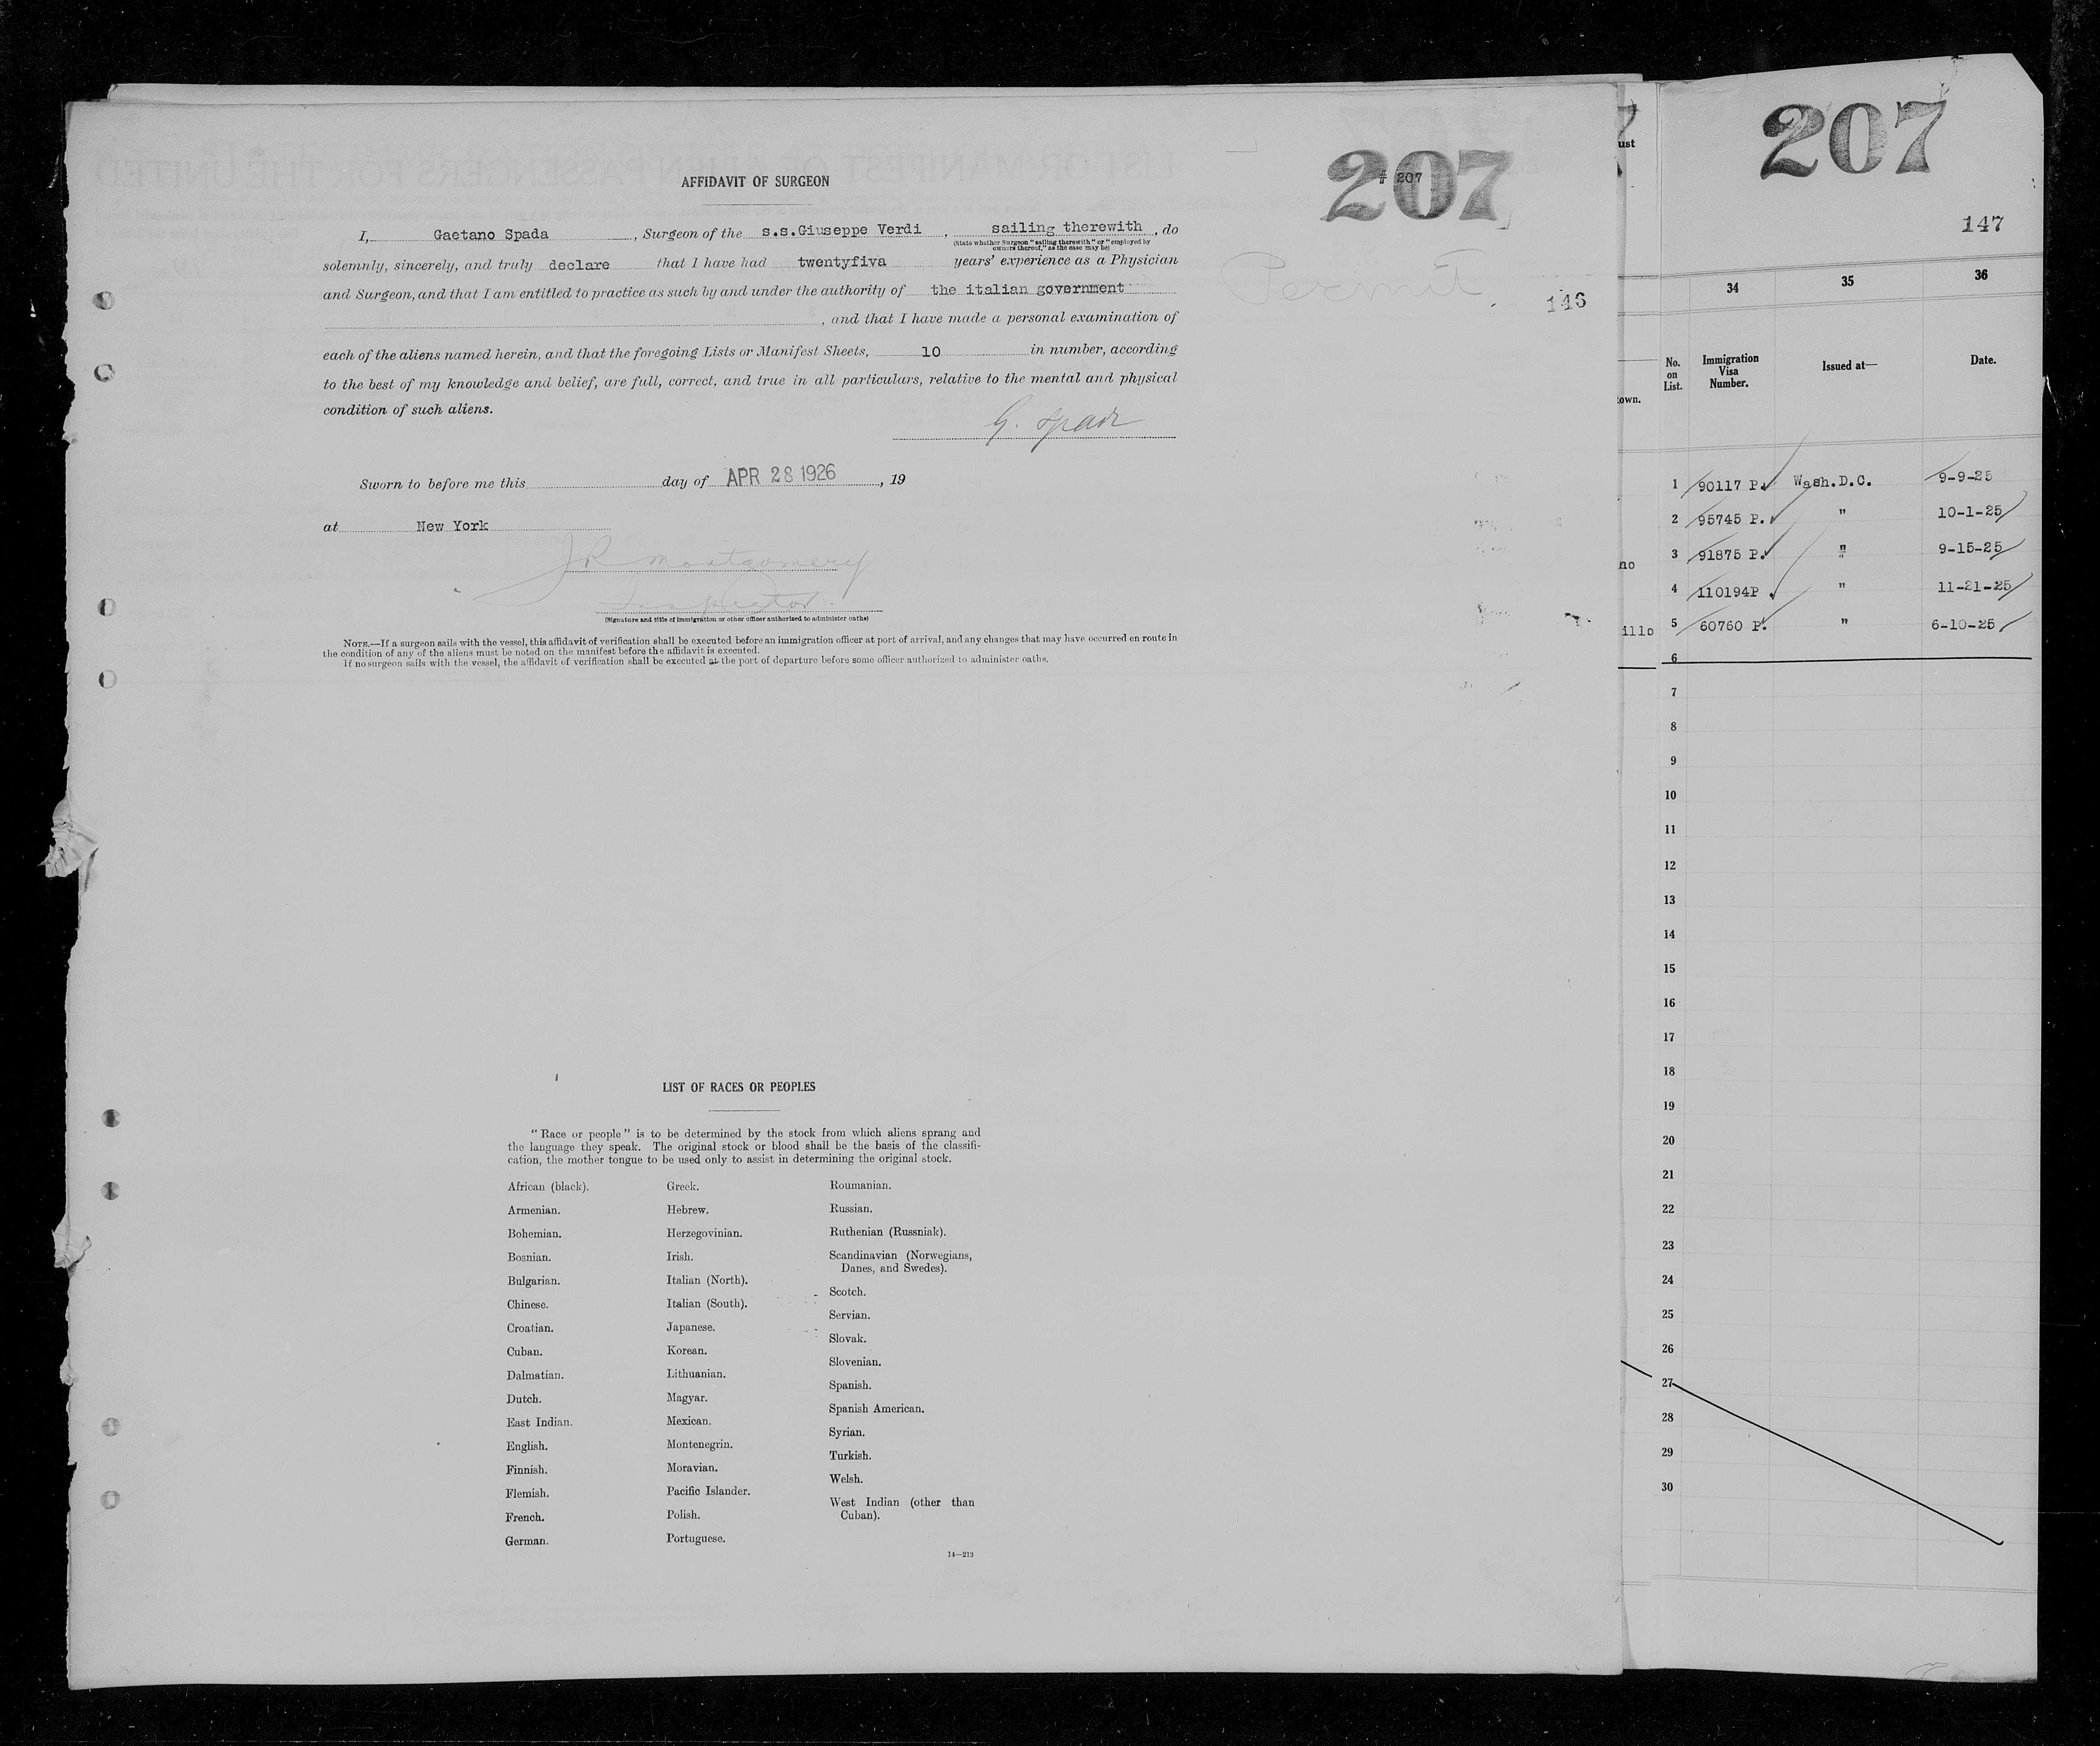 AFFIDAVIT OF SURGEON
207
# 207
I, Gaetano Spada, Surgeon of the s.s.Giuseppe Verdi, sailing therewith, do
(State whether Surgeon "sailing therewith" or "employed by
owners thereof," as the case may be)
solemnly, sincerely, and truly declare that I have had twentyfiva years' experience as a Physician
and Surgeon, and that I am entitled to practice as such by and under the authority of the italian government
, and that I have made a personal examination of
each of the aliens named herein, and that the foregoing Lists or Manifest Sheets, 10 in number, according
to the best of my knowledge and belief, are full, correct, and true in all particulars, relative to the mental and physical
condition of such aliens.
Permit
146
G. Spada
Sworn to before me this day of APR 28 1926, 19
at New York
JR Montgomery
Inspector.
(Signature and title of immigration or other officer authorized to administer oaths)
NOTE.—If a surgeon sails with the vessel, this affidavit of verification shall be executed before an immigration officer at port of arrival, and any changes that may have occurred en route in
the condition of any of the aliens must be noted on the manifest before the affidavit is executed.
If no surgeon sails with the vessel, the affidavit of verification shall be executed at the port of departure before some officer authorized to administer oaths.
LIST OF RACES OR PEOPLES
"Race or people" is to be determined by the stock from which aliens sprang and
the language they speak. The original stock or blood shall be the basis of the classifi-
cation, the mother tongue to be used only to assist in determining the original stock.
African (black).
Armenian.
Bohemian.
Bosnian.
Bulgarian.
Chinese.
Croatian.
Cuban.
Dalmatian.
Dutch.
East Indian.
English.
Finnish.
Flemish.
French.
German.
Greek.
Hebrew.
Herzegovinian.
Irish.
Italian (North).
Italian (South).
Japanese.
Korean.
Lithuanian.
Magyar.
Mexican.
Montenegrin.
Moravian.
Pacific Islander.
Polish.
Portuguese.
Roumanian.
Russian.
Ruthenian (Russniak).
Scandinavian (Norwegians,
Danes, and Swedes).
Scotch.
Servian.
Slovak.
Slovenian.
Spanish.
Spanish American.
Syrian.
Turkish.
Welsh.
West Indian (other than
Cuban).
14—213
ust
own.
no
illo
207
147
34 35 36
No. on List. Immigration Visa Number. Issued at— Date.
1 90117 P. Wash.D.C. 9-9-25
2 95745 P. " 10-1-25
3 91875 P. " 9-15-25
4 110194P . " 11-21-25
5 60760 P. " 6-10-25
6
7
8
9
10
11
12
13
14
15
16
17
18
19
20
21
22
23
24
25
26
27
28
29
30